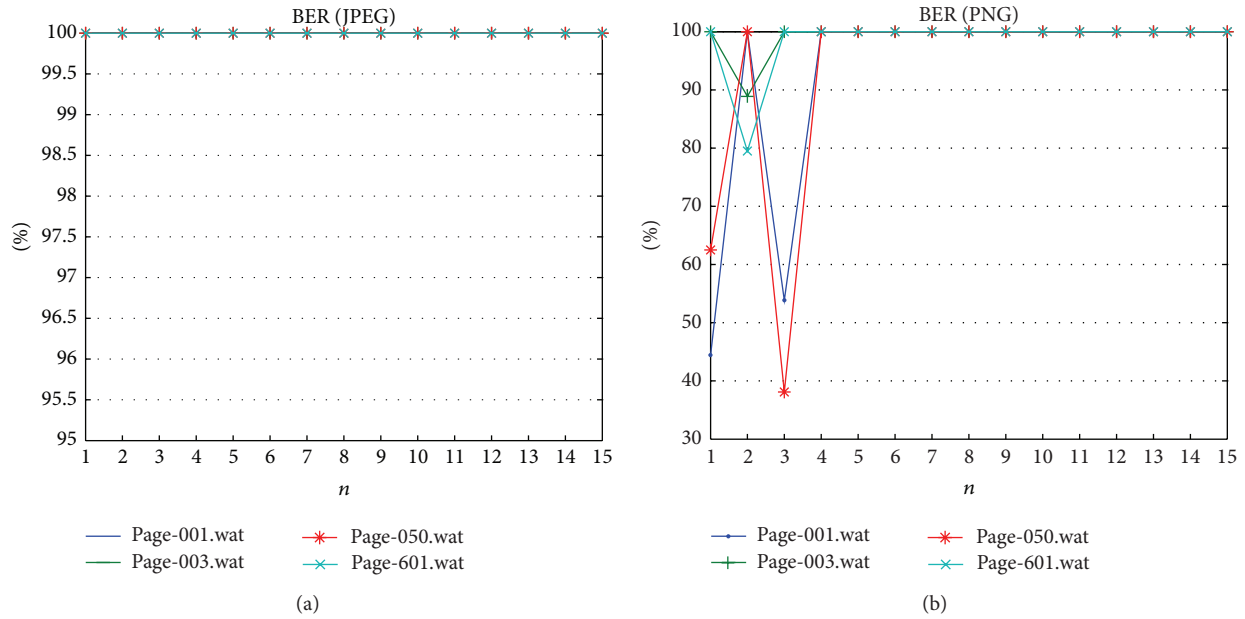 BER (JPEG)
100
99.5
99
98.5
98
97.5
97
96.5
96
95.5
95
(%)
1 2 3 4 5 6 7 8 9 10 11 12 13 14 15
n
Page-001.wat
Page-050.wat
Page-003.wat
Page-601.wat
(a)
BER (PNG)
100
90
80
70
60
50
40
30
(%)
1 2 3 4 5 6 7 8 9 10 11 12 13 14 15
n
Page-001.wat
Page-050.wat
Page-003.wat
Page-601.wat
(b)